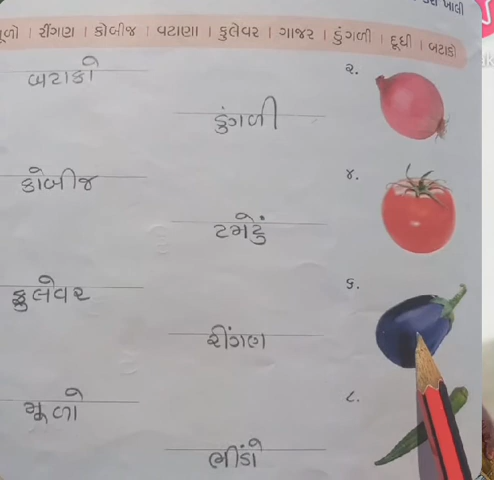 ખાલી
મૂળો | રીંગણ | કોબીજ | વટાણા | ફુલેવર | ગાજર | ડુંગળી | દૂધી | બટાકો
બટાકો
૨.
ડુંગળી
કોબીજ
૪.
ટમેટું
ફુલેવર
૬.
રીંગણ
મૂળો
૮.
ભીંડો